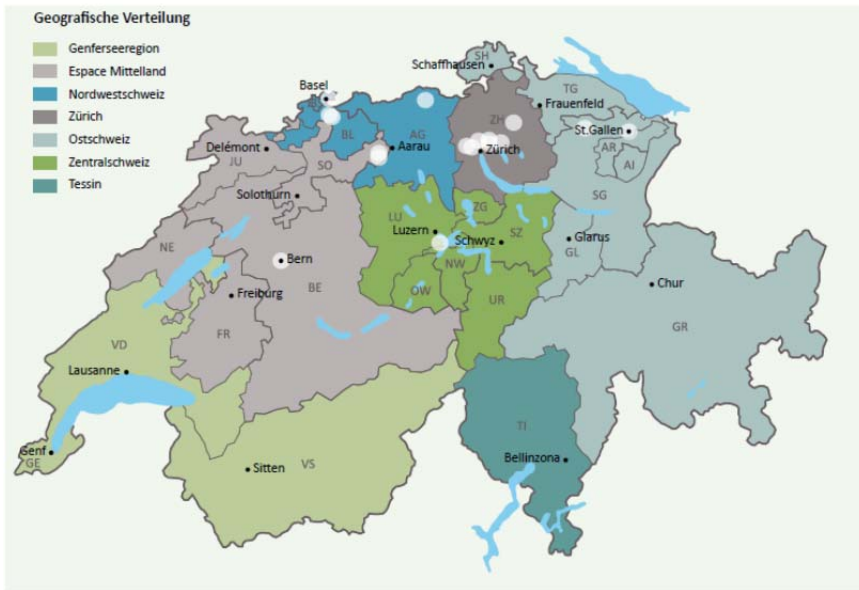 Geografische Verteilung
Genferseeregion
Espace Mittelland
Nordwestschweiz
Zürich
Ostschweiz
Zentralschweiz
Tessin
SH
Schaffhausen
Basel
TG
Frauenfeld
BL
AG
ZH
Aarau
Zürich
St.Gallen
AR
AI
Delémont
JU
SO
Solothurn
SG
LU
ZG
SZ
Luzern
Schwyz
Glarus
GL
NE
Bern
BE
NW
OW
UR
Freiburg
FR
Chur
GR
VD
Lausanne
Genf
GE
Sitten
VS
TI
Bellinzona